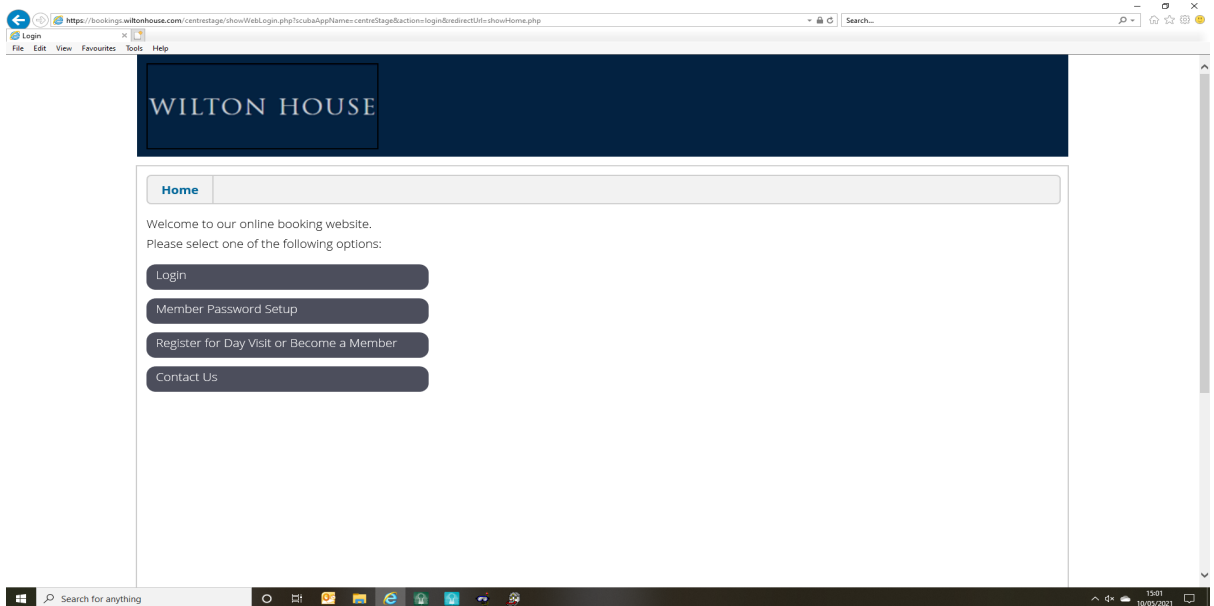 https://bookings.wiltonhouse.com/centrestage/showWebLogin.php?scubaAppName=centreStage&action=login&redirectUrl=showHome.php
Search...
Login
File Edit View Favourites Tools Help
WILTON HOUSE
Home
Welcome to our online booking website.
Please select one of the following options:
Login
Member Password Setup
Register for Day Visit or Become a Member
Contact Us
Search for anything
15:01
10/05/2021